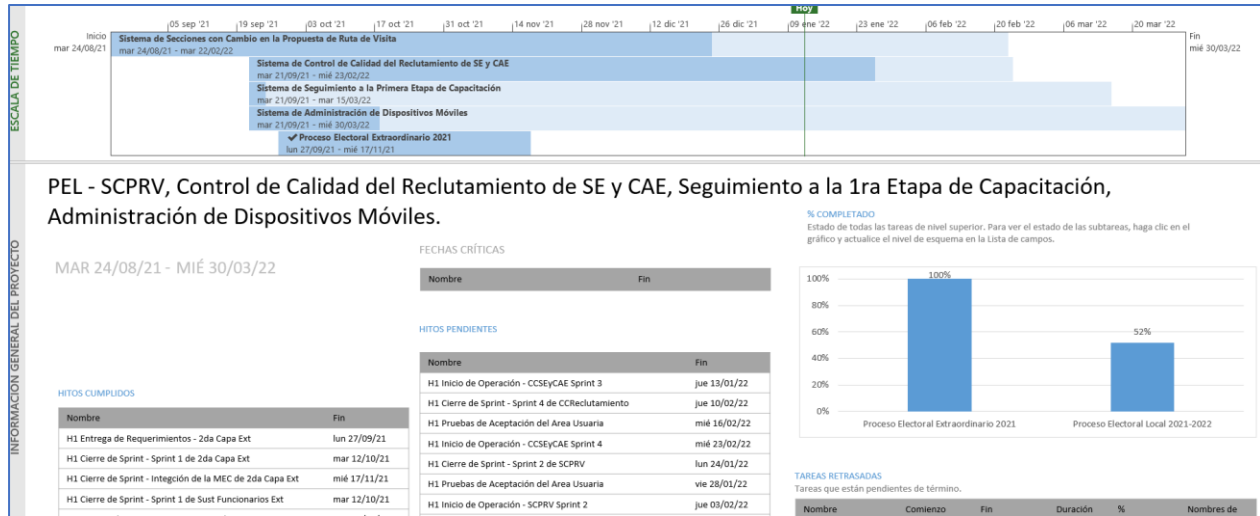 Hoy
05 sep '21
19 sep '21
03 oct '21
17 oct '21
31 oct '21
14 nov '21
28 nov '21
12 dic '21
26 dic '21
09 ene '22
23 ene '22
06 feb '22
20 feb '22
06 mar '22
20 mar '22
ESCALA DE TIEMPO
Inicio
mar 24/08/21
Sistema de Secciones con Cambio en la Propuesta de Ruta de Visita
mar 24/08/21 - mar 22/02/22
Fin
mié 30/03/22
Sistema de Control de Calidad del Reclutamiento de SE y CAE
mar 21/09/21 - mié 23/02/22
Sistema de Seguimiento a la Primera Etapa de Capacitación
mar 21/09/21 - mar 15/03/22
Sistema de Administración de Dispositivos Móviles
mar 21/09/21 - mié 30/03/22
✔ Proceso Electoral Extraordinario 2021
lun 27/09/21 - mié 17/11/21
INFORMACIÓN GENERAL DEL PROYECTO
PEL - SCPRV, Control de Calidad del Reclutamiento de SE y CAE, Seguimiento a la 1ra Etapa de Capacitación,
Administración de Dispositivos Móviles.
MAR 24/08/21 - MIÉ 30/03/22
HITOS CUMPLIDOS
Nombre Fin
H1 Entrega de Requerimientos - 2da Capa Ext lun 27/09/21
H1 Cierre de Sprint - Sprint 1 de 2da Capa Ext mar 12/10/21
H1 Cierre de Sprint - Integción de la MEC de 2da Capa Ext mié 17/11/21
H1 Cierre de Sprint - Sprint 1 de Sust Funcionarios Ext mar 12/10/21
FECHAS CRÍTICAS
Nombre Fin
HITOS PENDIENTES
Nombre Fin
H1 Inicio de Operación - CCSEyCAE Sprint 3 jue 13/01/22
H1 Cierre de Sprint - Sprint 4 de CCReclutamiento jue 10/02/22
H1 Pruebas de Aceptación del Area Usuaria mié 16/02/22
H1 Inicio de Operación - CCSEyCAE Sprint 4 mié 23/02/22
H1 Cierre de Sprint - Sprint 2 de SCPRV lun 24/01/22
H1 Pruebas de Aceptación del Area Usuaria vie 28/01/22
H1 Inicio de Operación - SCPRV Sprint 2 jue 03/02/22
% COMPLETADO
Estado de todas las tareas de nivel superior. Para ver el estado de las subtareas, haga clic en el
gráfico y actualice el nivel de esquema en la Lista de campos.
100%
80%
60%
40%
20%
0%
100%
52%
Proceso Electoral Extraordinario 2021
Proceso Electoral Local 2021-2022
TAREAS RETRASADAS
Tareas que están pendientes de término.
Nombre Comienzo Fin Duración % Nombres de